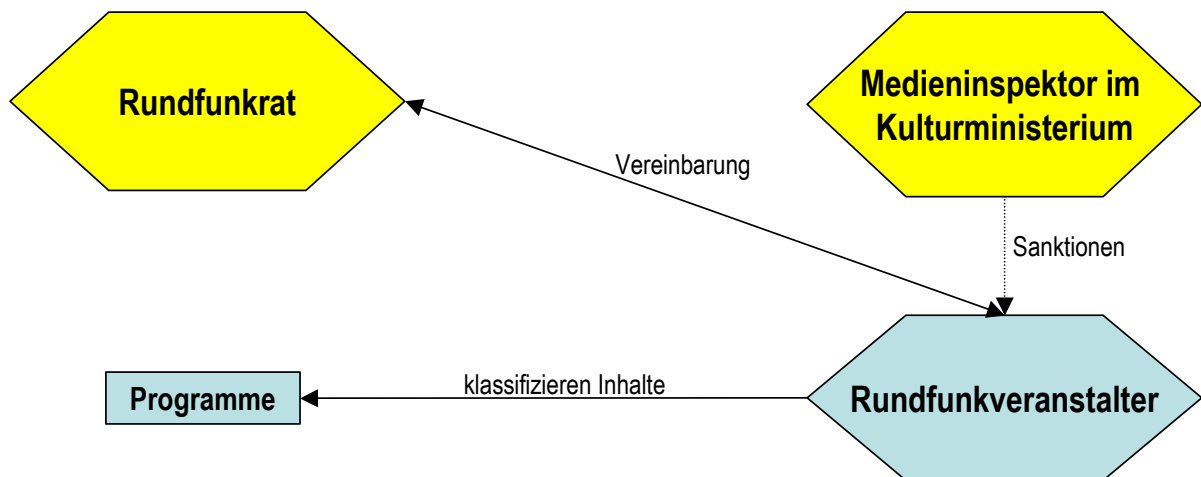 Rundfunkrat
Medieninspektor im
Kulturministerium
Vereinbarung
Sanktionen
klassifizieren Inhalte
Programme
Rundfunkveranstalter